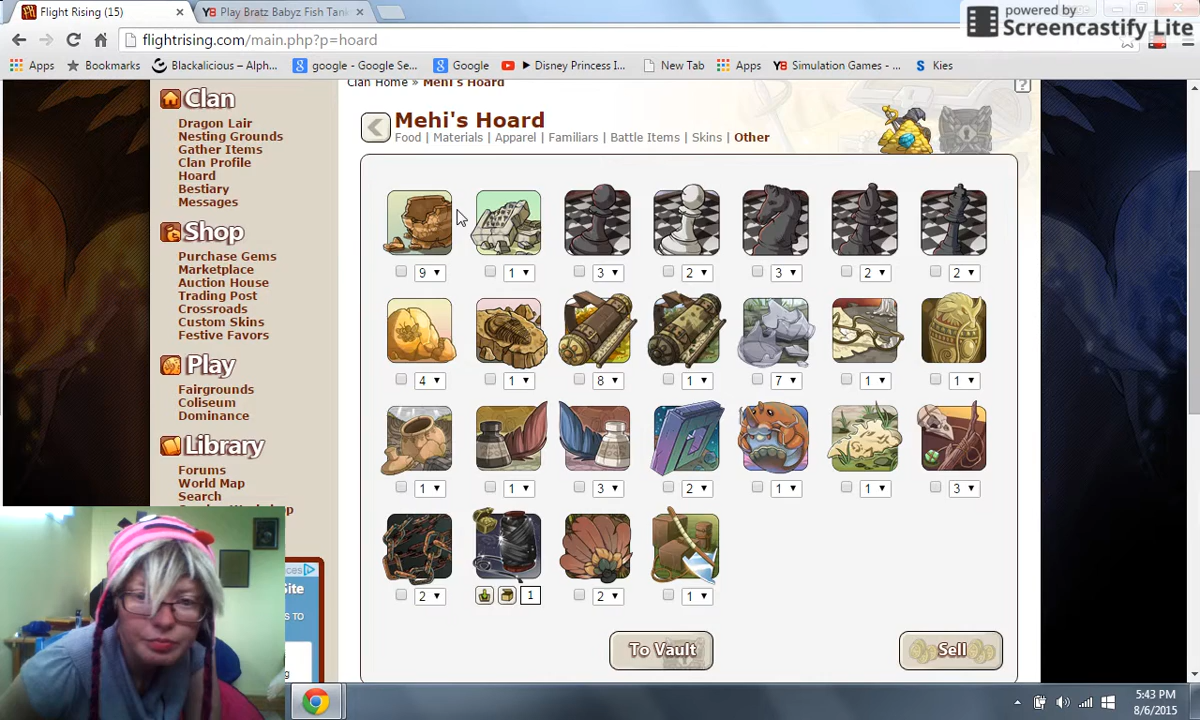 Flight Rising (15)
Play Bratz Babyz Fish Tank
powered by
Screencastify Lite
flightrising.com/main.php?p=hoard
Apps
Bookmarks
Blackalicious – Alph...
google - Google Se...
Google
Disney Princess I...
New Tab
Apps
Simulation Games - ...
Kies
Clan Home » Mehi's Hoard
?
Clan
Dragon Lair
Nesting Grounds
Gather Items
Clan Profile
Hoard
Bestiary
Messages
Shop
Purchase Gems
Marketplace
Auction House
Trading Post
Crossroads
Custom Skins
Festive Favors
Play
Fairgrounds
Coliseum
Dominance
Library
Forums
World Map
Search
Mehi's Hoard
Food | Materials | Apparel | Familiars | Battle Items | Skins | Other
9 1 3 2 3 2 2
4 1 8 1 7 1 1
1 1 3 2 1 1 3
2 1 2 1
To Vault
Sell
5:43 PM
8/6/2015